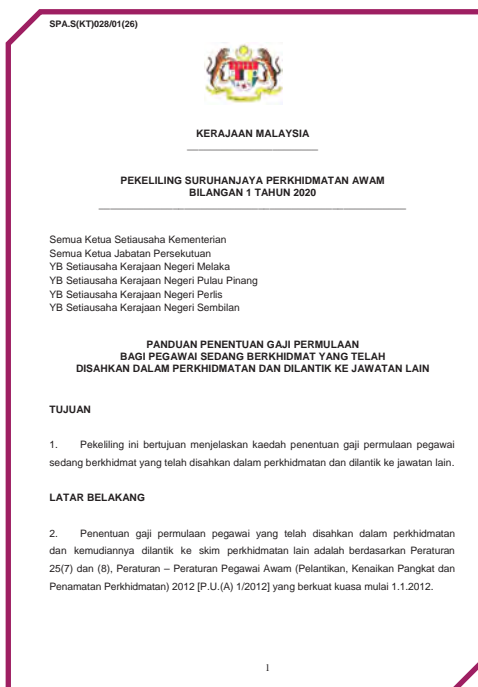 SPA.S(KT)028/01(26)
KERAJAAN MALAYSIA
PEKELILING SURUHANJAYA PERKHIDMATAN AWAM
BILANGAN 1 TAHUN 2020
Semua Ketua Setiausaha Kementerian
Semua Ketua Jabatan Persekutuan
YB Setiausaha Kerajaan Negeri Melaka
YB Setiausaha Kerajaan Negeri Pulau Pinang
YB Setiausaha Kerajaan Negeri Perlis
YB Setiausaha Kerajaan Negeri Sembilan
PANDUAN PENENTUAN GAJI PERMULAAN
BAGI PEGAWAI SEDANG BERKHIDMAT YANG TELAH
DISAHKAN DALAM PERKHIDMATAN DAN DILANTIK KE JAWATAN LAIN
TUJUAN
1. Pekeliling ini bertujuan menjelaskan kaedah penentuan gaji permulaan pegawai
sedang berkhidmat yang telah disahkan dalam perkhidmatan dan dilantik ke jawatan lain.
LATAR BELAKANG
2. Penentuan gaji permulaan pegawai yang telah disahkan dalam perkhidmatan
dan kemudiannya dilantik ke skim perkhidmatan lain adalah berdasarkan Peraturan
25(7) dan (8), Peraturan – Peraturan Pegawai Awam (Pelantikan, Kenaikan Pangkat dan
Penamatan Perkhidmatan) 2012 [P.U.(A) 1/2012] yang berkuat kuasa mulai 1.1.2012.
1